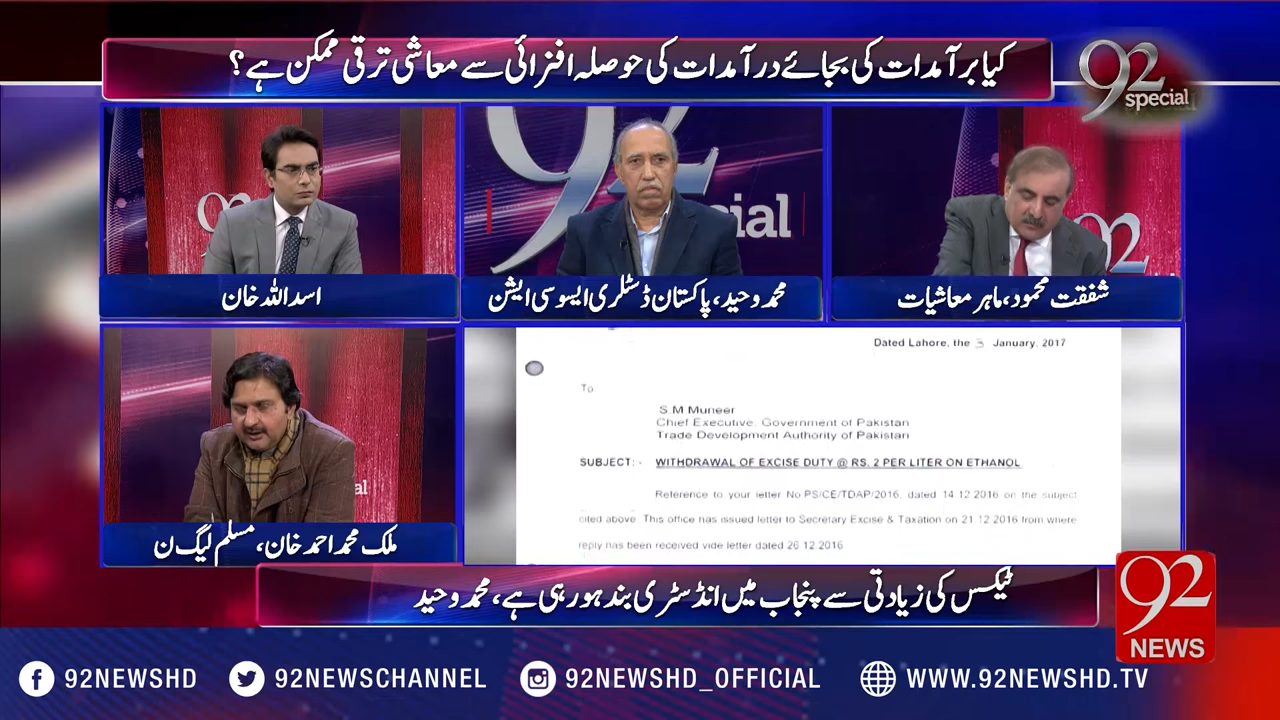 کیا برآمدات کی بجائے درآمدات کی حوصلہ افزائی سے معاشی ترقی ممکن ہے؟
92
special
92
special
92
اسد اللہ خان
محمد وحید، پاکستان ڈسٹلری ایسوسی ایشن
شفقت محمود، ماہر معاشیات
ملک محمد احمد خان، مسلم لیگ ن
Dated Lahore, the 3 January, 2017
To
S.M Muneer
Chief Executive, Government of Pakistan
Trade Development Authority of Pakistan
SUBJECT:- WITHDRAWAL OF EXCISE DUTY @ RS. 2 PER LITER ON ETHANOL
Reference to your letter No PS/CE/TDAP/2016, dated 14.12.2016 on the subject
cited above. This office has issued letter to Secretary Excise & Taxation on 21.12.2016 from where
reply has been received vide letter dated 26.12.2016
ٹیکس کی زیادتی سے پنجاب میں انڈسٹری بند ہو رہی ہے، محمد وحید
92
NEWS
92NEWSHD
92NEWSCHANNEL
92NEWSHD_OFFICIAL
WWW.92NEWSHD.TV